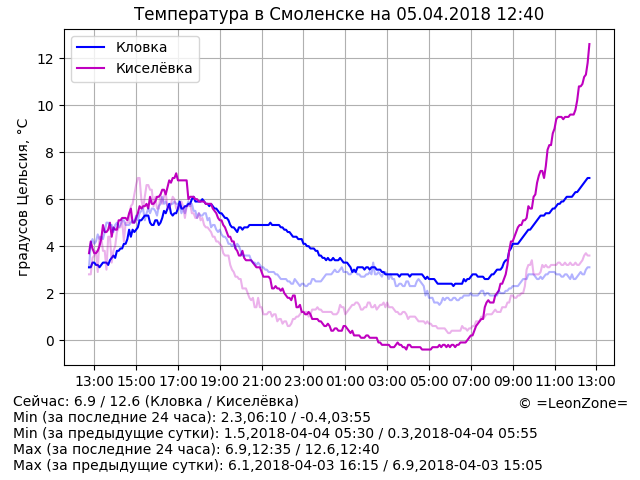 Температура в Смоленске на 05.04.2018 12:40
Кловка
Киселёвка
градусов Цельсия, °C
12
10
8
6
4
2
0
13:00 15:00 17:00 19:00 21:00 23:00 01:00 03:00 05:00 07:00 09:00 11:00 13:00
Сейчас: 6.9 / 12.6 (Кловка / Киселёвка)
© =LeonZone=
Min (за последние 24 часа): 2.3,06:10 / -0.4,03:55
Min (за предыдущие сутки): 1.5,2018-04-04 05:30 / 0.3,2018-04-04 05:55
Max (за последние 24 часа): 6.9,12:35 / 12.6,12:40
Max (за предыдущие сутки): 6.1,2018-04-03 16:15 / 6.9,2018-04-03 15:05